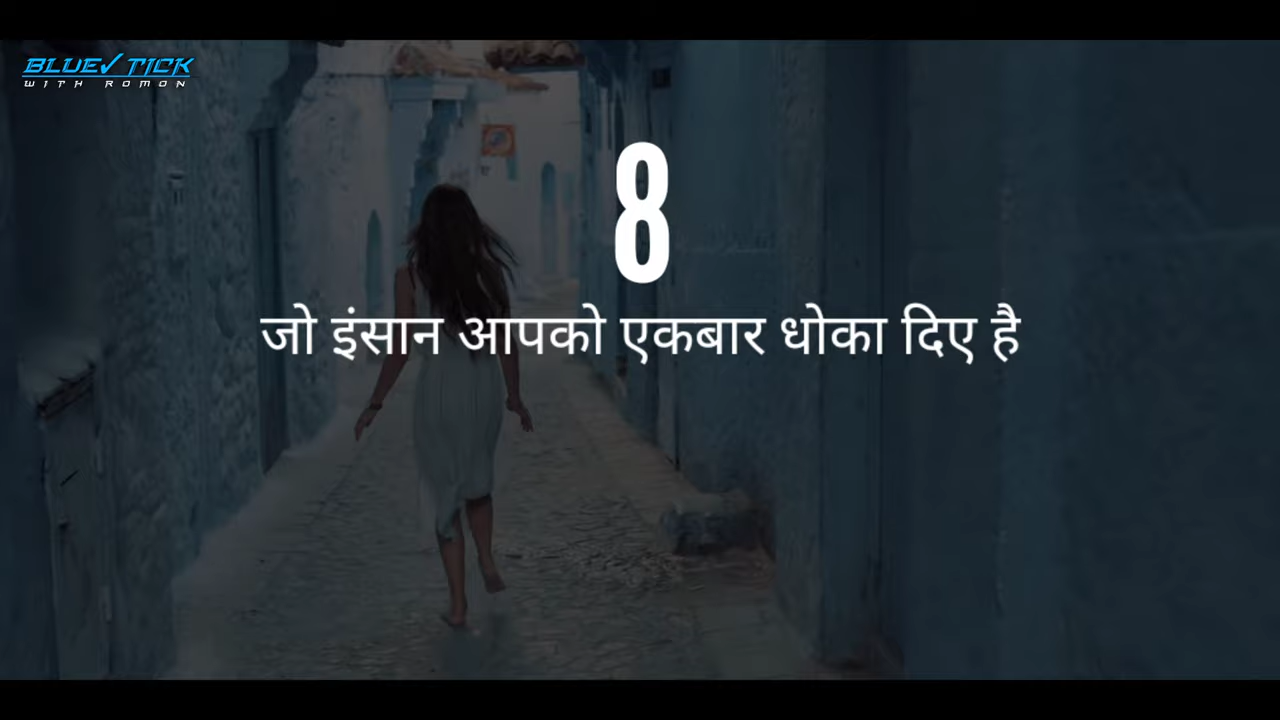 BLUE✓ TICK
WITH ROMON
8
जो इंसान आपको एकबार धोका दिए है